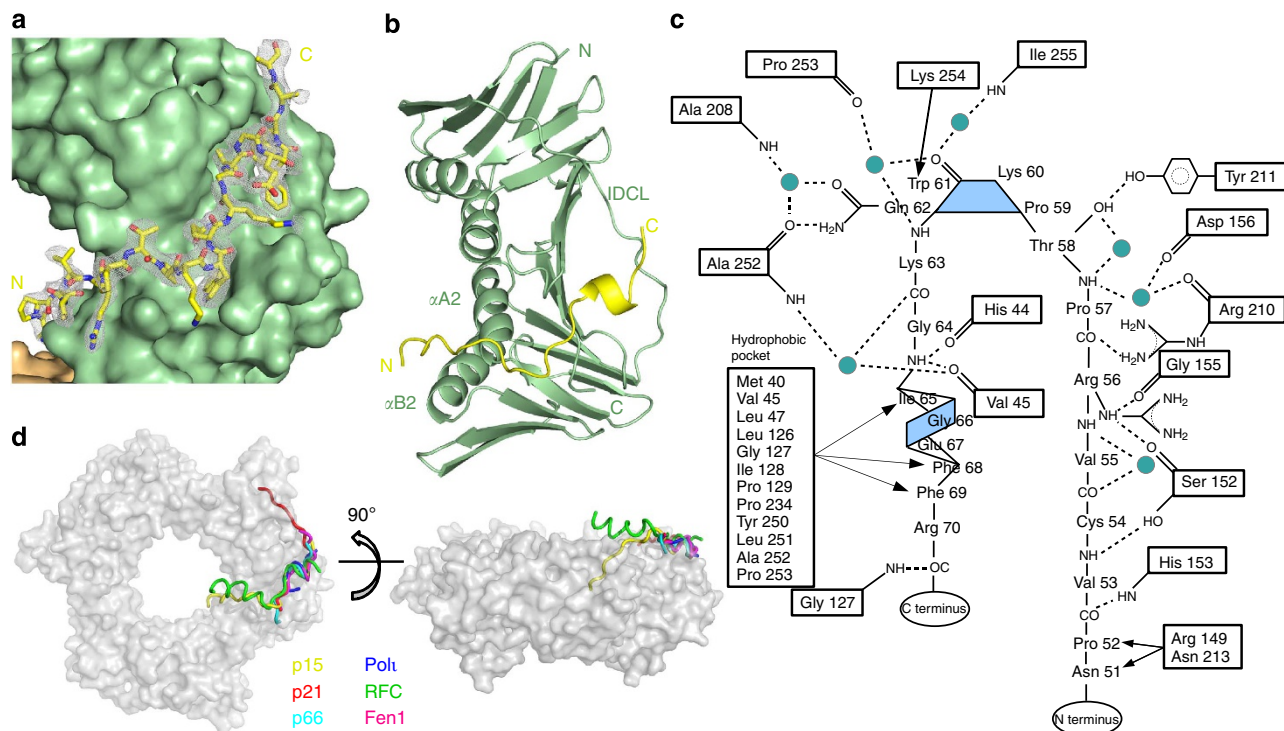 a
C
N
b
N
IDCL
C
αA2
N
αB2
C
c
Pro 253
Lys 254
Ile 255
Ala 208
O
HN
NH
O
Trp 61
Lys 60
HO
Tyr 211
O
Gln 62
Pro 59
OH
Asp 156
O
H2N
NH
Thr 58
O
Ala 252
Lys 63
NH
O
Arg 210
NH
CO
Pro 57
H2N
NH
Gly 64
His 44
O
CO
H2N
Gly 155
Hydrophobic
pocket
NH
O
Arg 56
O
Met 40
Val 45
Leu 47
Leu 126
Gly 127
Ile 128
Pro 129
Pro 234
Tyr 250
Leu 251
Ala 252
Pro 253
Ile 65
Val 45
NH
NH2
Gly 66
NH
NH2
Glu 67
Val 55
O
Phe 68
Ser 152
Phe 69
CO
HO
Arg 70
Cys 54
NH
NH
OC
Val 53
His 153
HN
Gly 127
CO
C terminus
Pro 52
Arg 149
Asn 213
Asn 51
N terminus
d
90°
p15
Polι
p21
RFC
p66
Fen1